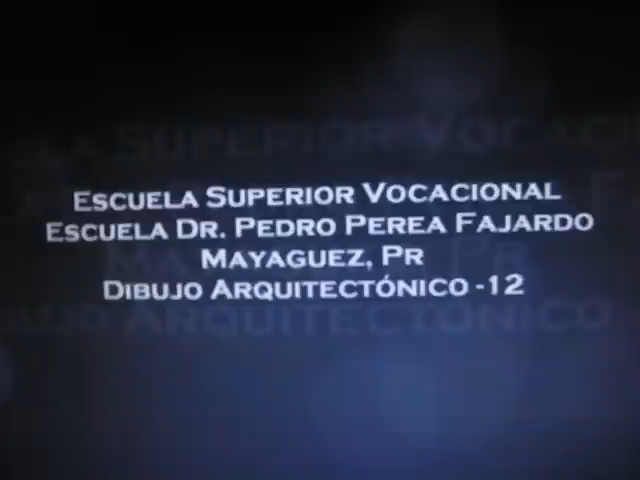 Escuela Superior Vocacional
Escuela Dr. Pedro Perea Fajardo
Mayaguez, Pr
Dibujo Arquitectónico -12